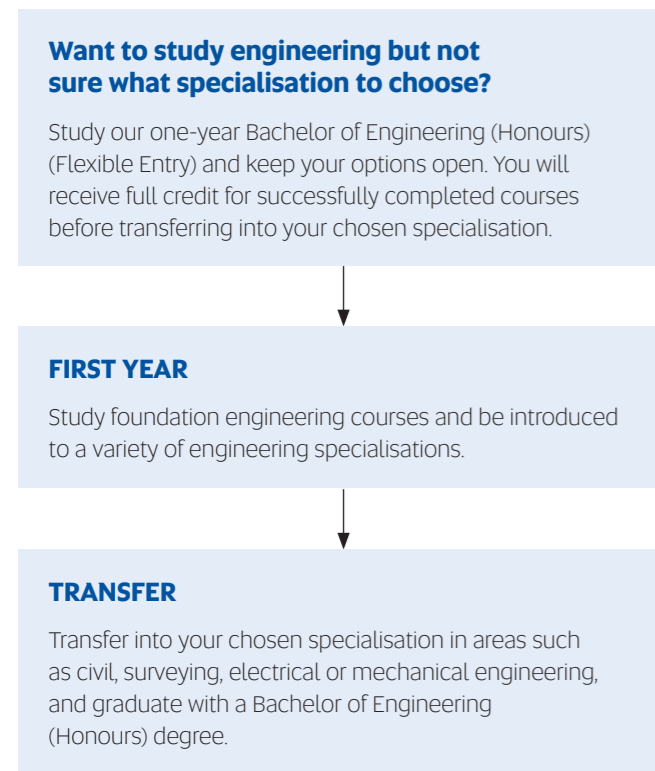 Want to study engineering but not
sure what specialisation to choose?
Study our one-year Bachelor of Engineering (Honours)
(Flexible Entry) and keep your options open. You will
receive full credit for successfully completed courses
before transferring into your chosen specialisation.
FIRST YEAR
Study foundation engineering courses and be introduced
to a variety of engineering specialisations.
TRANSFER
Transfer into your chosen specialisation in areas such
as civil, surveying, electrical or mechanical engineering,
and graduate with a Bachelor of Engineering
(Honours) degree.